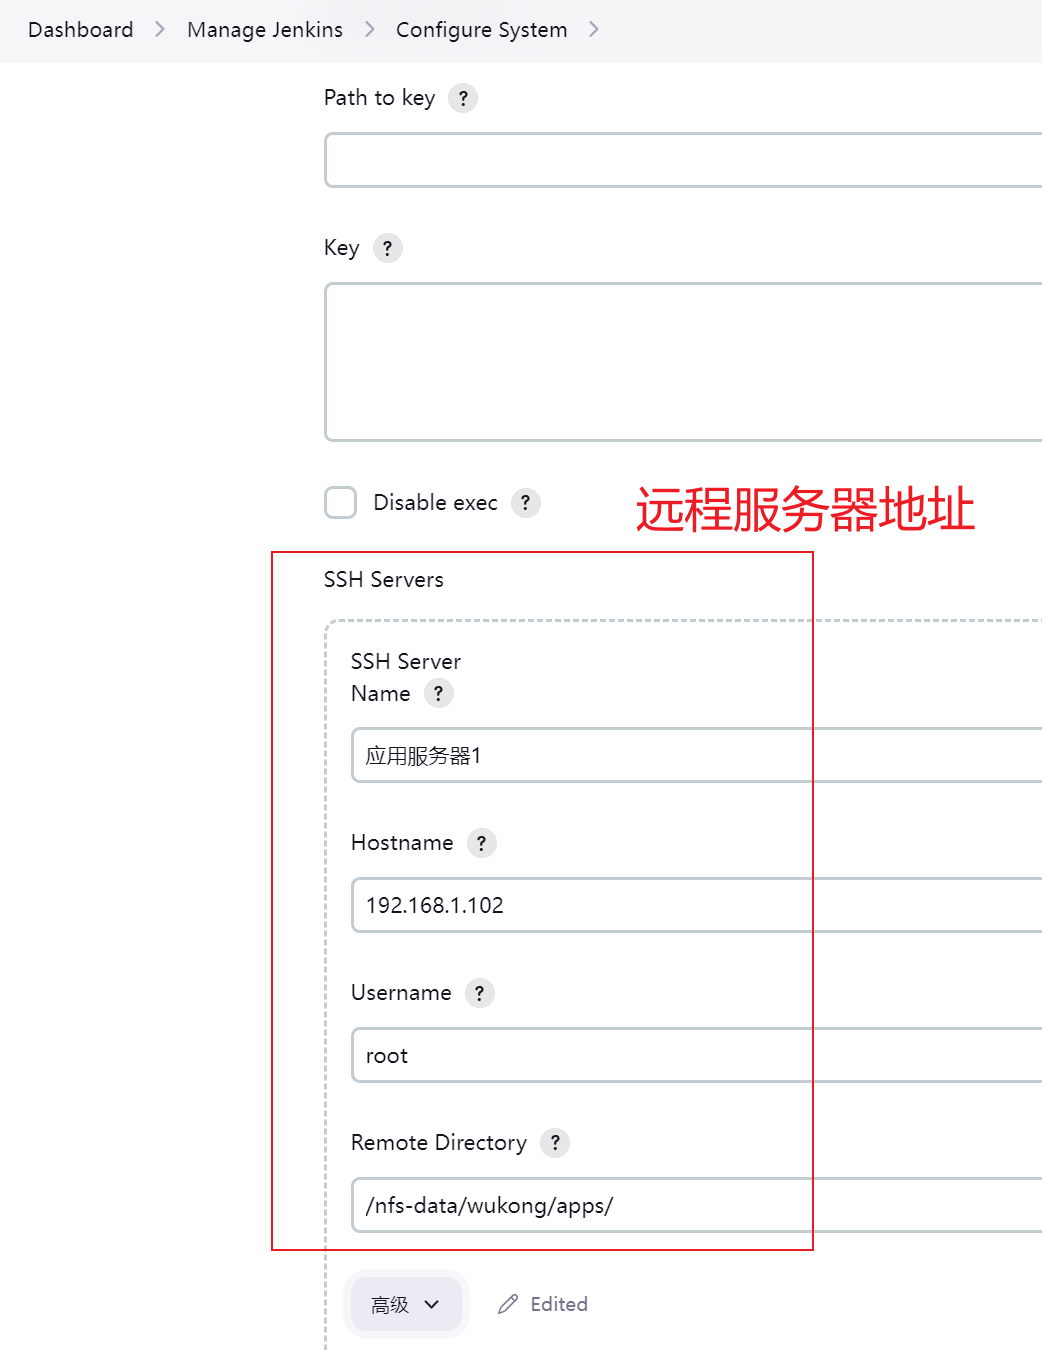 Dashboard > Manage Jenkins > Configure System >
Path to key ?
Key ?
Disable exec ?
远程服务器地址
SSH Servers
SSH Server
Name ?
应用服务器1
Hostname ?
192.168.1.102
Username ?
root
Remote Directory ?
/nfs-data/wukong/apps/
高级
Edited